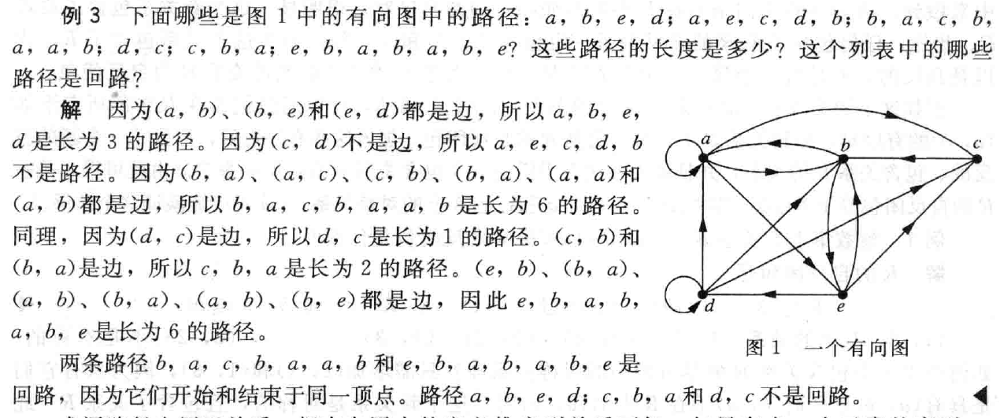 例 3 下面哪些是图 1 中的有向图中的路径：a，b，e，d；a，e，c，d，b；b，a，c，b，
a，a，b；d，c；c，b，a；e，b，a，b，a，b，e？这些路径的长度是多少？这个列表中的哪些
路径是回路？
解 因为(a，b)、(b，e)和(e，d)都是边，所以 a，b，e，
d 是长为 3 的路径。因为(c，d)不是边，所以 a，e，c，d，b
不是路径。因为(b，a)、(a，c)、(c，b)、(b，a)、(a，a)和
(a，b)都是边，所以 b，a，c，b，a，a，b 是长为 6 的路径。
同理，因为(d，c)是边，所以 d，c 是长为 1 的路径。(c，b)和
(b，a)是边，所以 c，b，a 是长为 2 的路径。(e，b)、(b，a)、
(a，b)、(b，a)、(a，b)、(b，e)都是边，因此 e，b，a，b，
a，b，e 是长为 6 的路径。
两条路径 b，a，c，b，a，a，b 和 e，b，a，b，a，b，e 是
回路，因为它们开始和结束于同一顶点。路径 a，b，e，d；c，b，a 和 d，c 不是回路。
a
b
c
d
e
图 1 一个有向图